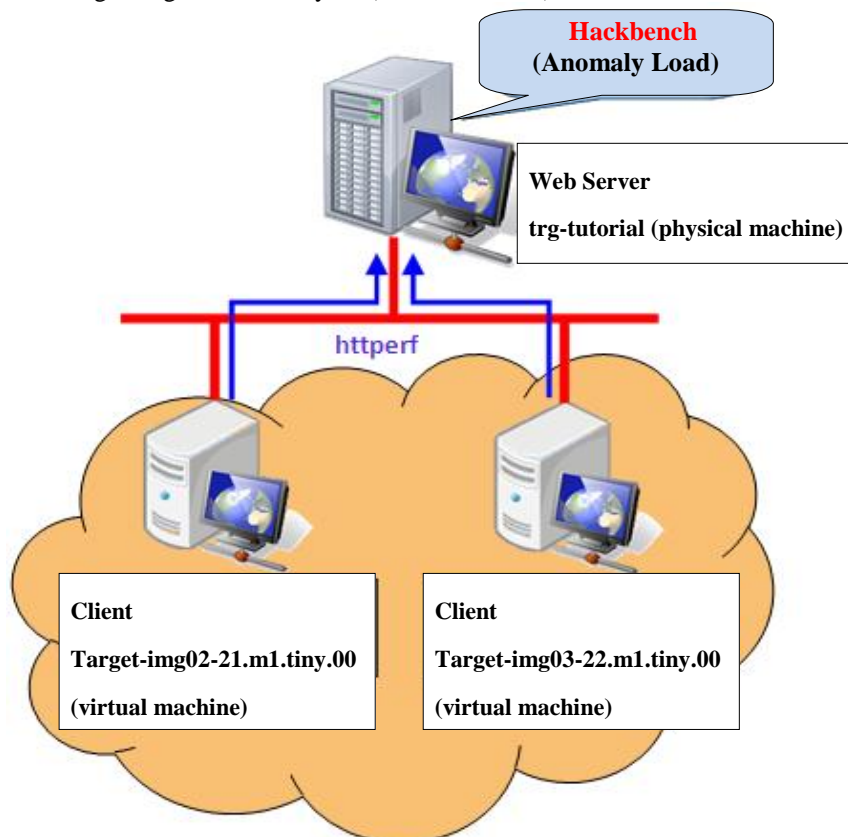 Hackbench
(Anomaly Load)
Web Server
trg-tutorial (physical machine)
httperf
Client
Target-img02-21.m1.tiny.00
(virtual machine)
Client
Target-img03-22.m1.tiny.00
(virtual machine)